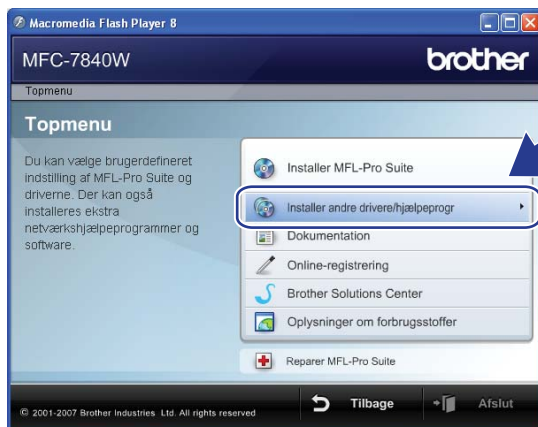 Macromedia Flash Player 8
MFC-7840W
brother
Topmenu
Topmenu
Du kan vælge brugerdefineret
indstilling af MFL-Pro Suite og
driverne. Der kan også
installeres ekstra
netværkshjælpeprogrammer og
software.
Installer MFL-Pro Suite
Installer andre drivere/hjælpeprogr
Dokumentation
Online-registrering
Brother Solutions Center
Oplysninger om forbrugsstoffer
Reparer MFL-Pro Suite
© 2001-2007 Brother Industries Ltd. All rights reserved
Tilbage
Afslut